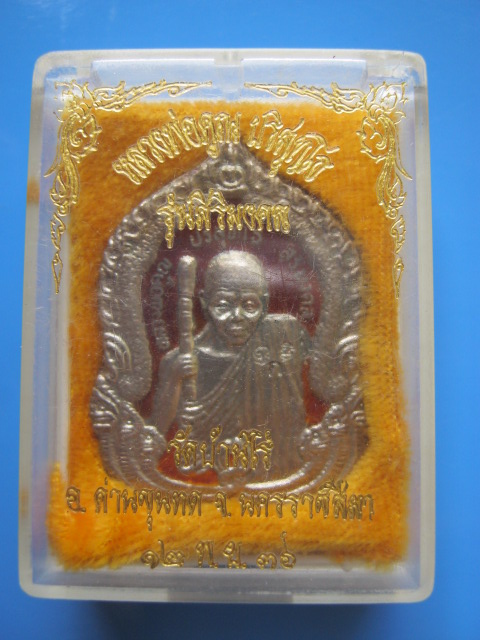 หลวงพ่อคูณ ปริสุทโธ
รุ่นสิริมงคล
วัดบ้านไร่
อ. ด่านขุนทด จ. นครราชสีมา
๑๒ พ.ย. ๓๖